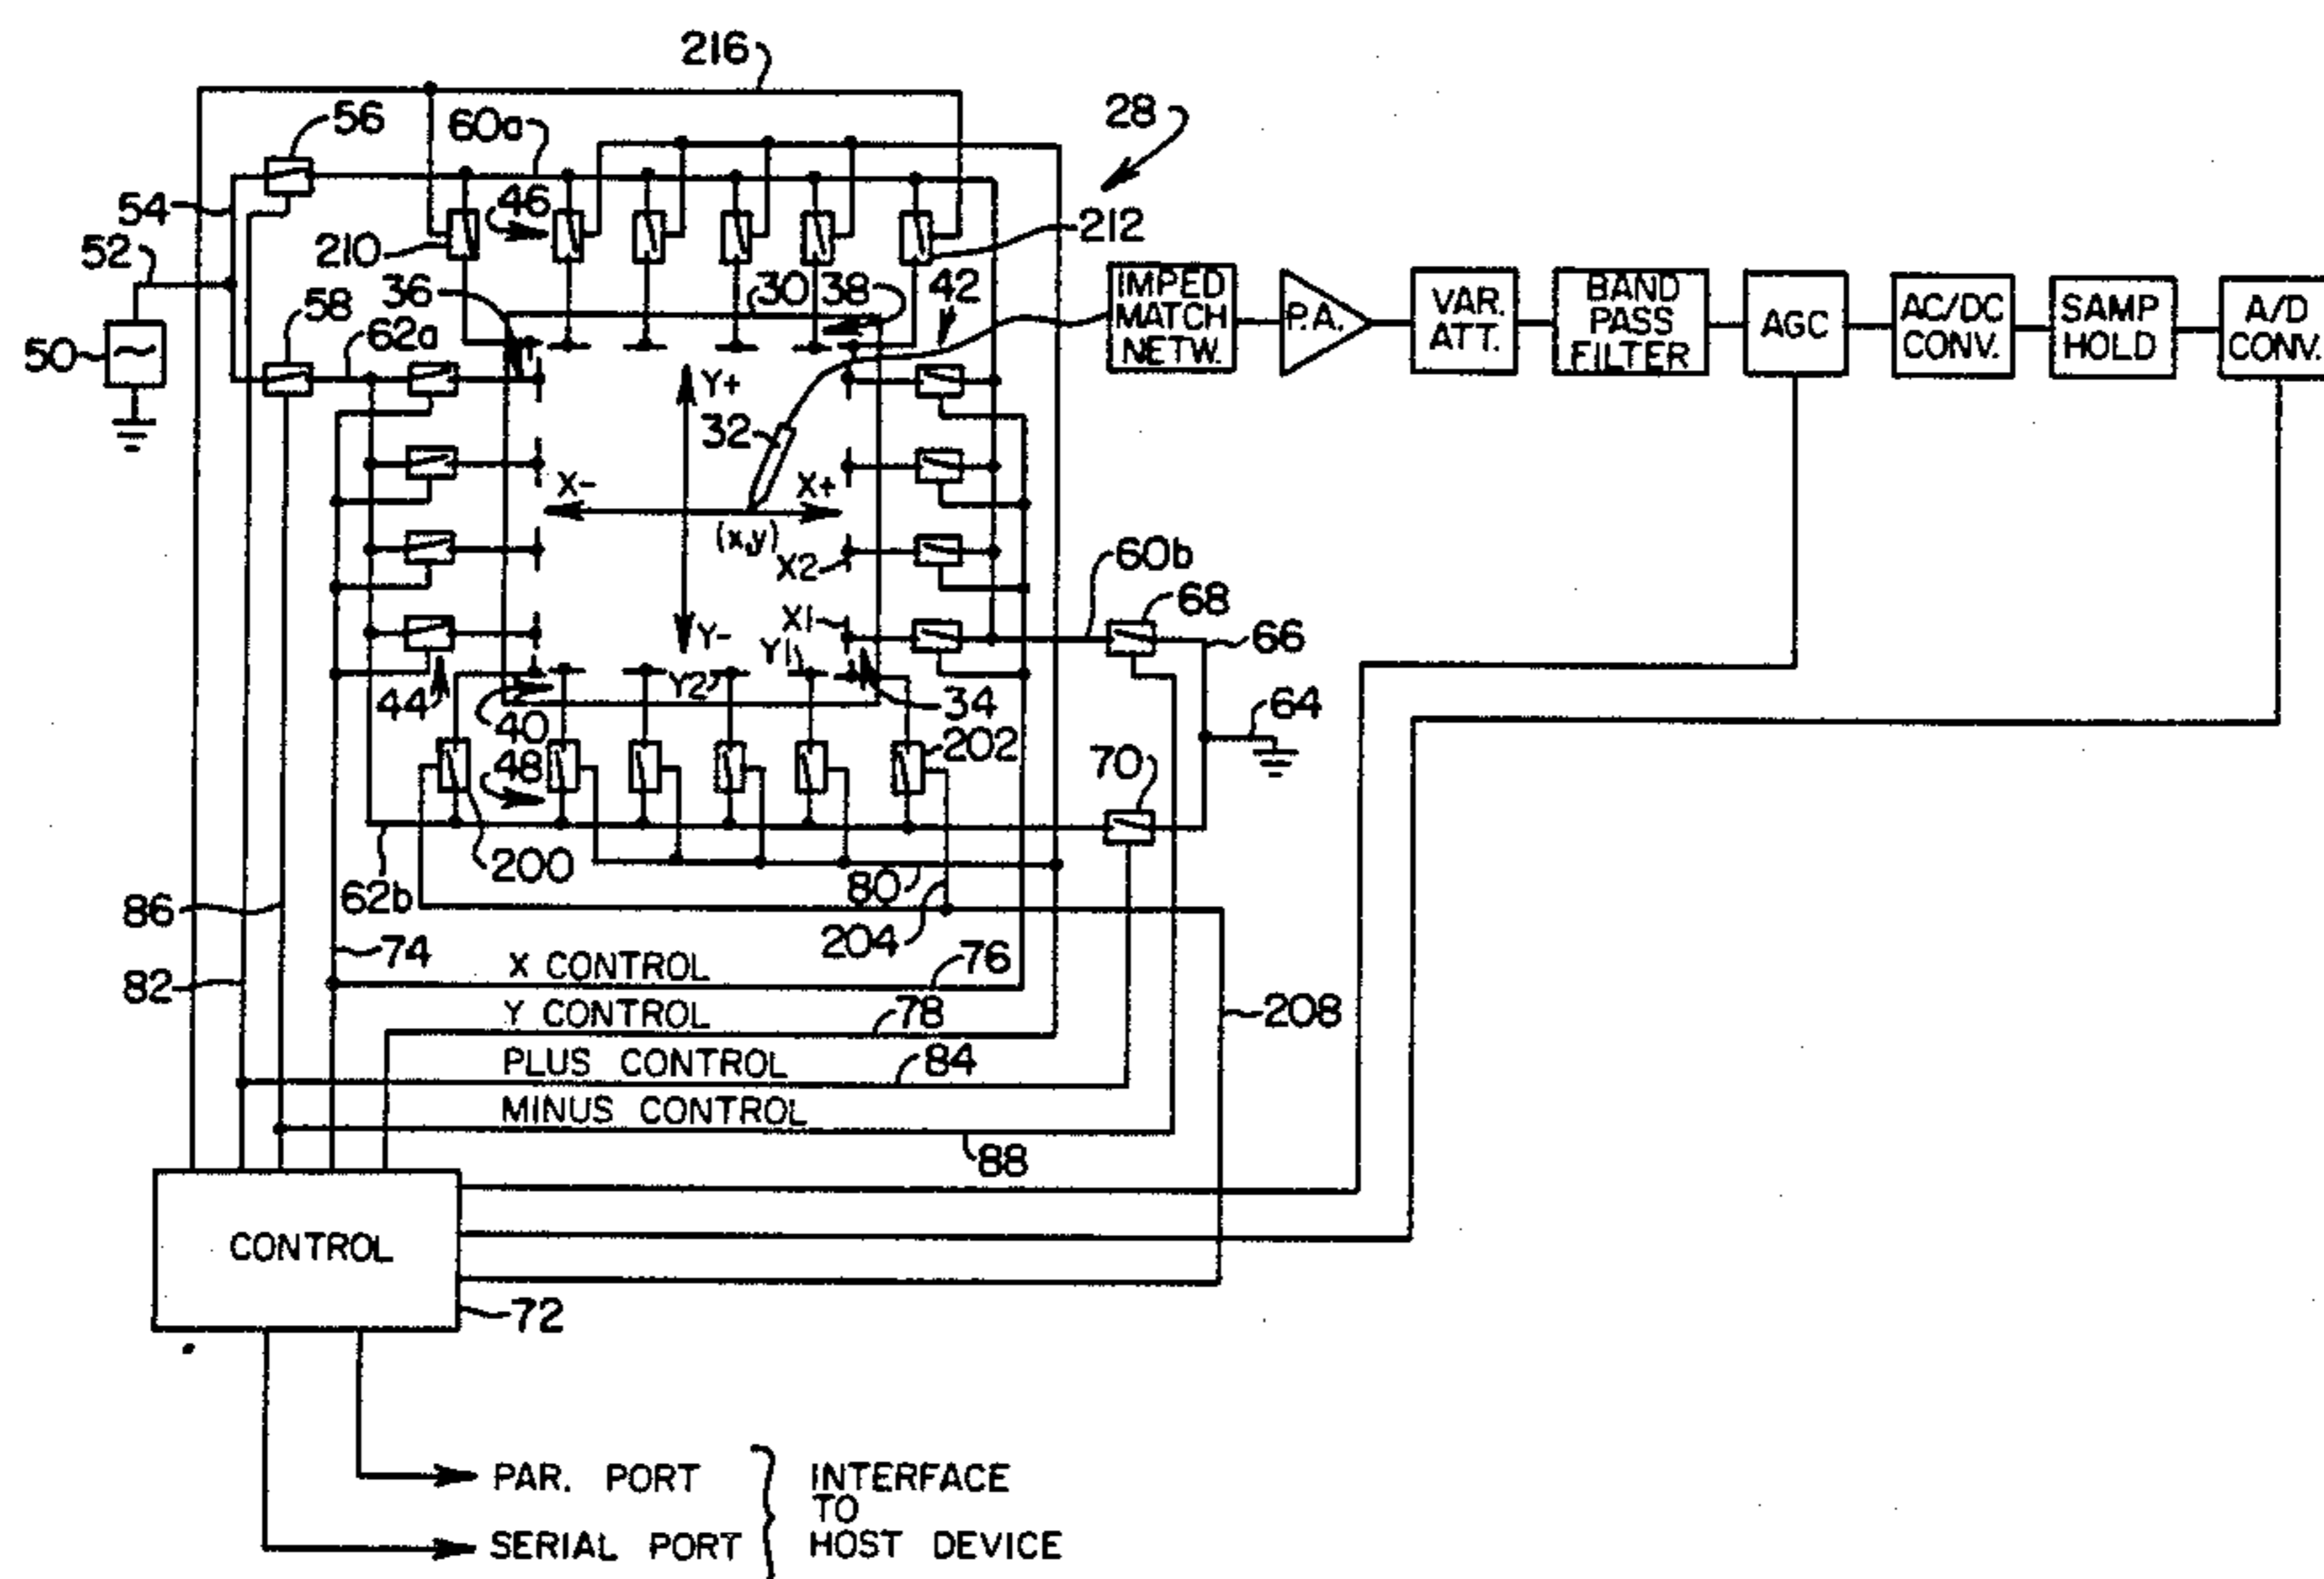 216
28
56
60a
54
46
52
210
212
36
30
38
42
58
62a
50
IMPED
MATCH
NETW.
P.A.
VAR.
ATT.
BAND
PASS
FILTER
AGC
AC/DC
CONV.
SAMP
HOLD
A/D
CONV.
Y+
32
X-
X+
(x,y)
X2
60b
68
X1
Y-
Y1
66
Y2
44
40
34
64
48
202
70
200
62b
80
86
204
74
82
X CONTROL
76
Y CONTROL
78
208
PLUS CONTROL
84
MINUS CONTROL
88
CONTROL
72
PAR. PORT
SERIAL PORT
INTERFACE
TO
HOST DEVICE